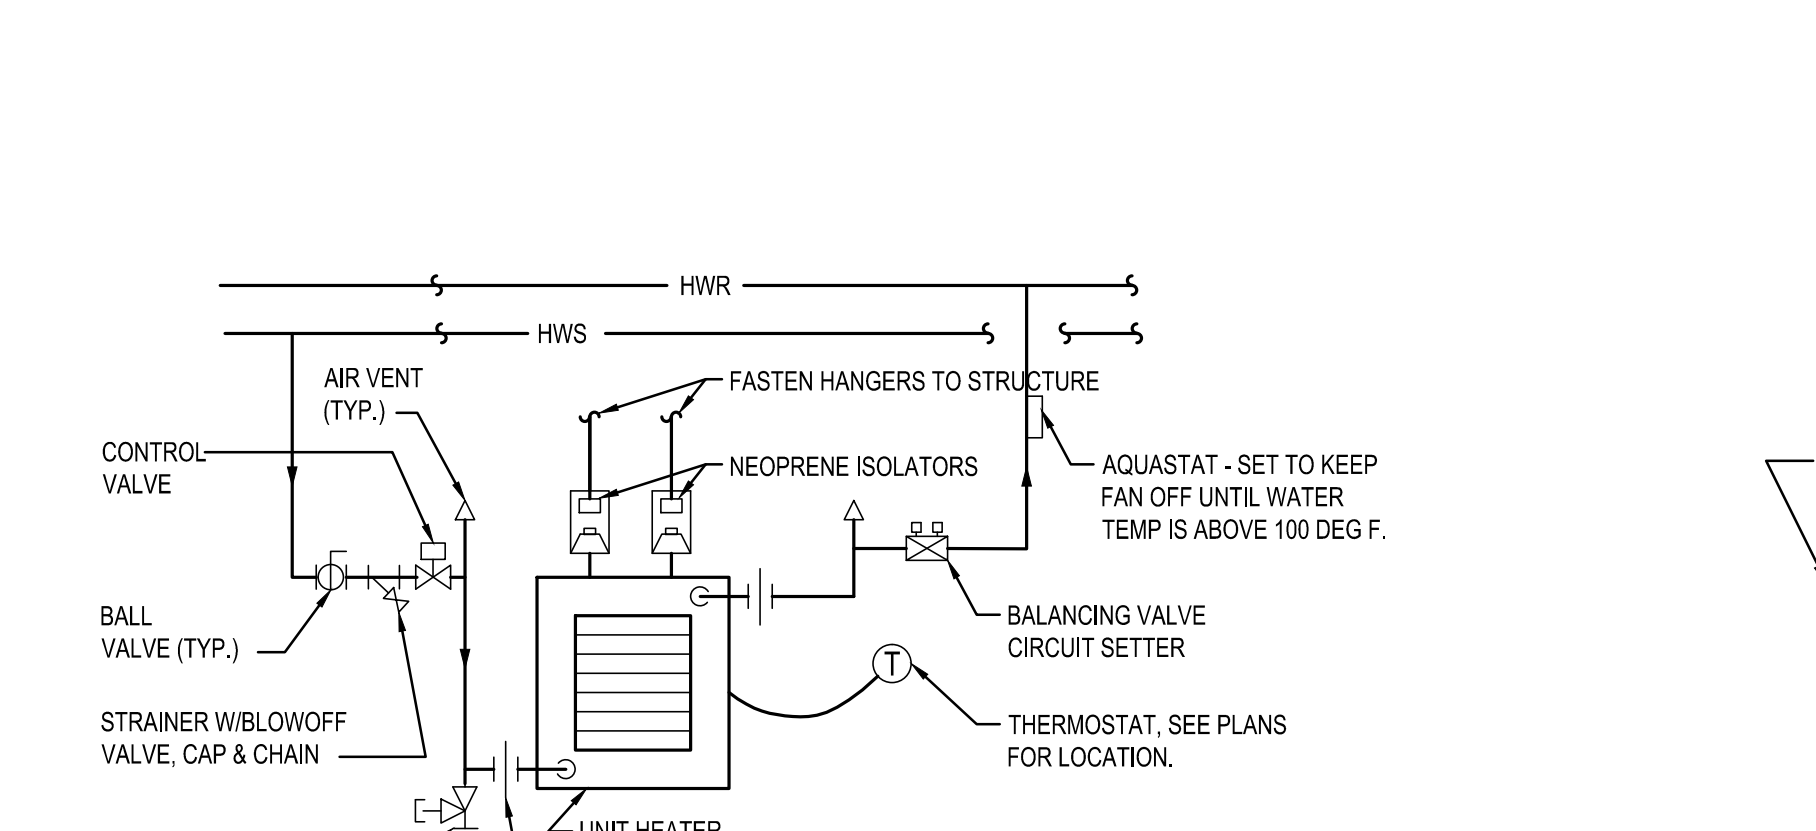 HWR
HWS
AIR VENT
(TYP.)
FASTEN HANGERS TO STRUCTURE
CONTROL
VALVE
NEOPRENE ISOLATORS
AQUASTAT - SET TO KEEP
FAN OFF UNTIL WATER
TEMP IS ABOVE 100 DEG F.
BALL
VALVE (TYP.)
BALANCING VALVE
CIRCUIT SETTER
T
STRAINER W/BLOWOFF
VALVE, CAP & CHAIN
THERMOSTAT, SEE PLANS
FOR LOCATION.
UNIT HEATER